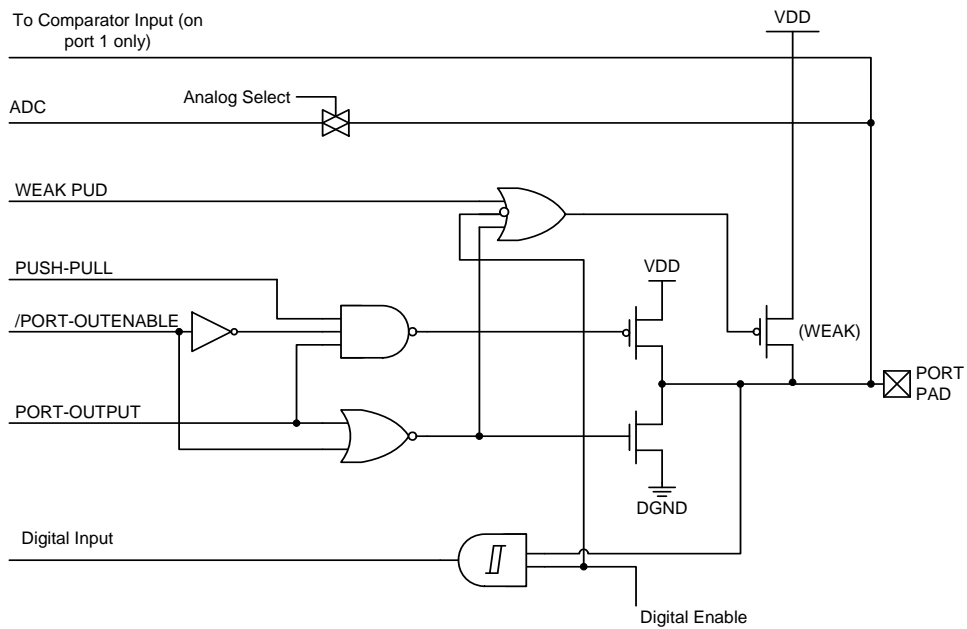 To Comparator Input (on
port 1 only)
VDD
Analog Select
ADC
WEAK PUD
PUSH-PULL
VDD
/PORT-OUTENABLE
(WEAK)
PORT
PAD
PORT-OUTPUT
DGND
Digital Input
Digital Enable